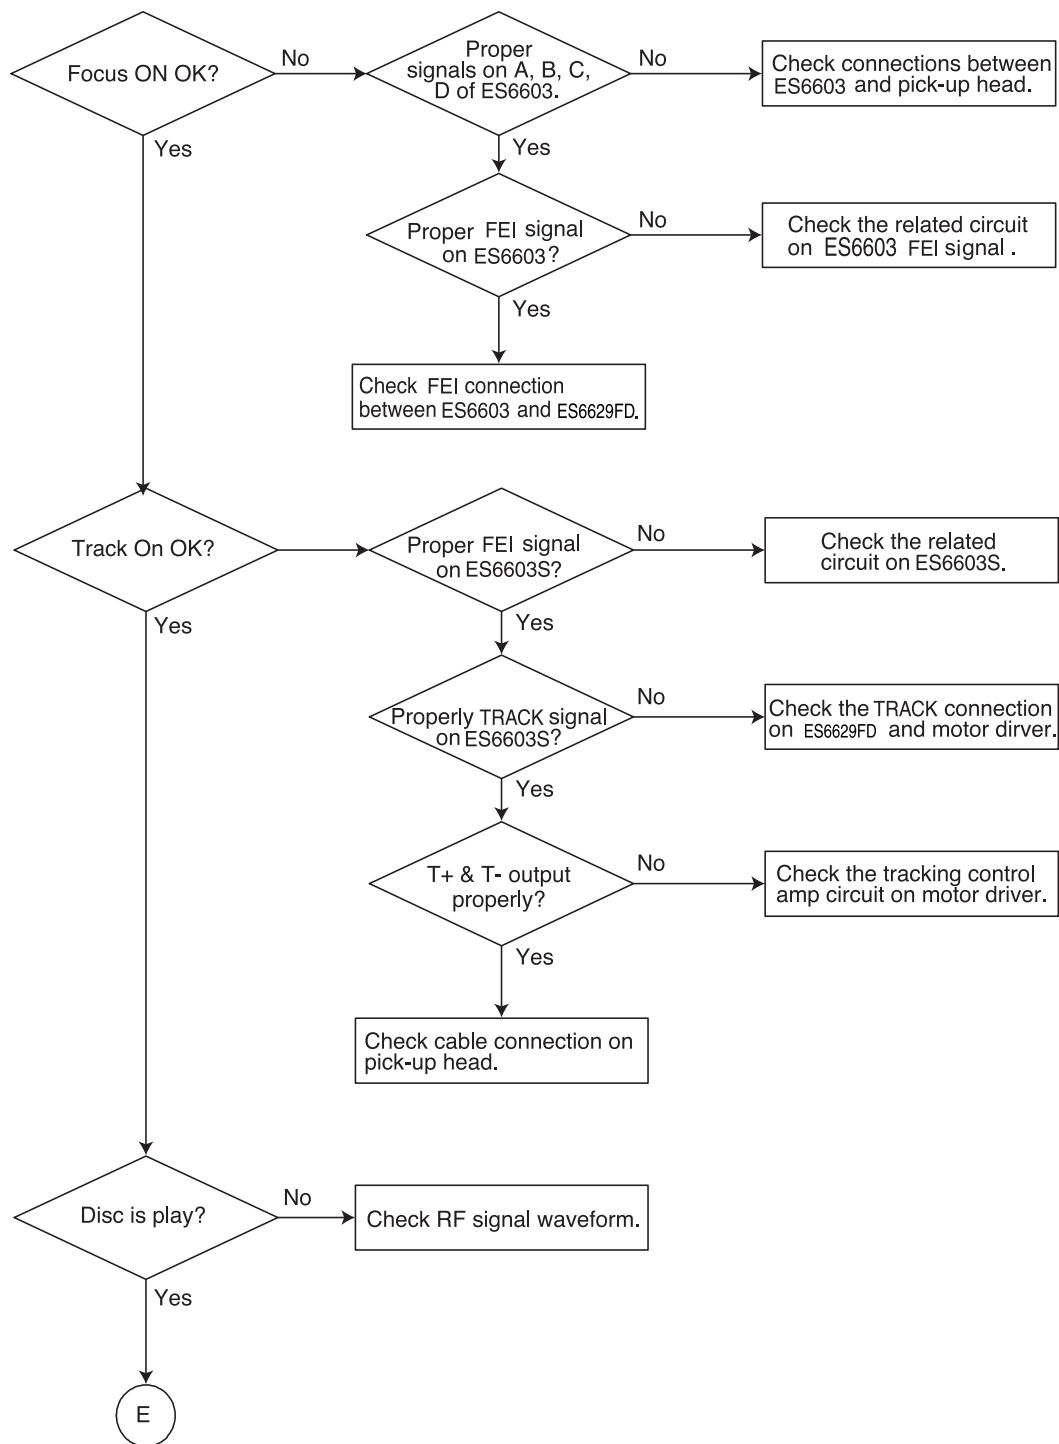 Focus ON OK?
No
Proper
signals on A, B, C,
D of ES6603.
No
Check connections between
ES6603 and pick-up head.
Yes
Yes
Proper FEI signal
on ES6603?
No
Check the related circuit
on ES6603 FEI signal .
Yes
Check FEI connection
between ES6603 and ES6629FD.
Track On OK?
Proper FEI signal
on ES6603S?
No
Check the related
circuit on ES6603S.
Yes
Yes
Properly TRACK signal
on ES6603S?
No
Check the TRACK connection
on ES6629FD and motor dirver.
Yes
T+ & T- output
properly?
No
Check the tracking control
amp circuit on motor driver.
Yes
Check cable connection on
pick-up head.
Disc is play?
No
Check RF signal waveform.
Yes
E